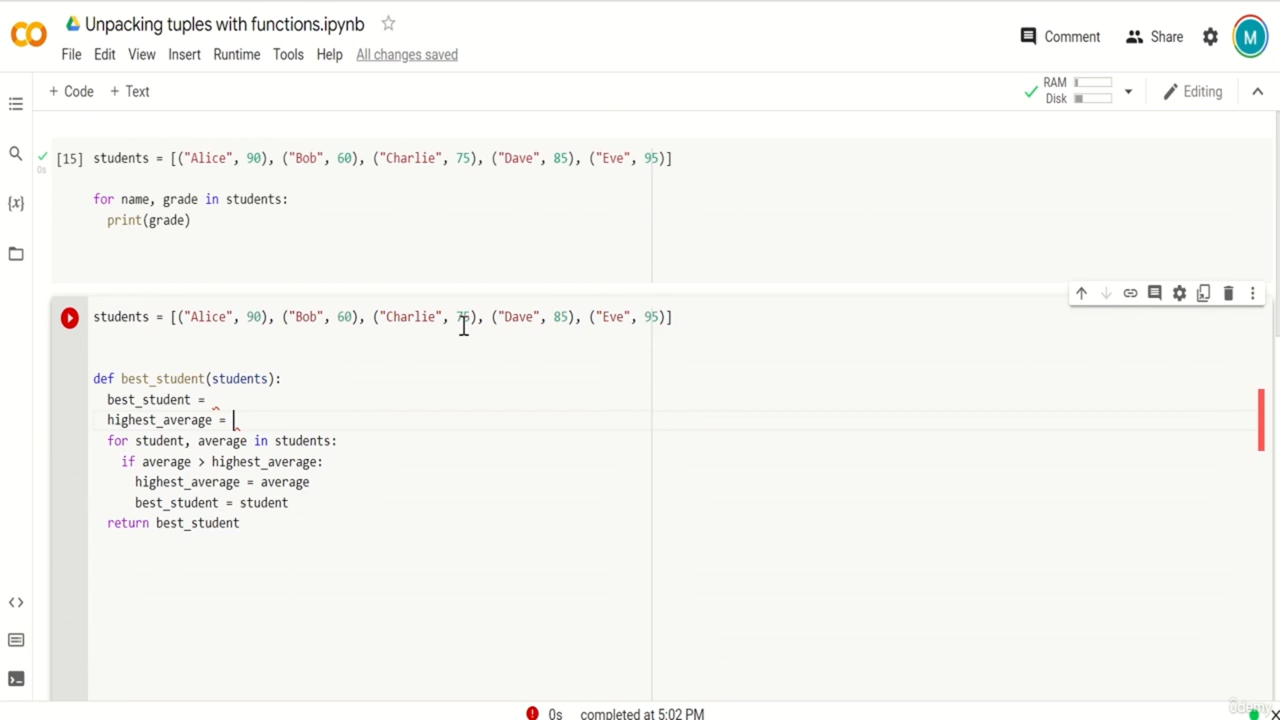 Unpacking tuples with functions.ipynb
Comment
Share
M
File Edit View Insert Runtime Tools Help All changes saved
+ Code + Text
RAM
Disk
Editing
[15] students = [("Alice", 90), ("Bob", 60), ("Charlie", 75), ("Dave", 85), ("Eve", 95)]
0s
for name, grade in students:
print(grade)
students = [("Alice", 90), ("Bob", 60), ("Charlie", 75), ("Dave", 85), ("Eve", 95)]
def best_student(students):
best_student =
highest_average =
for student, average in students:
if average > highest_average:
highest_average = average
best_student = student
return best_student
0s completed at 5:02 PM
ûdemy